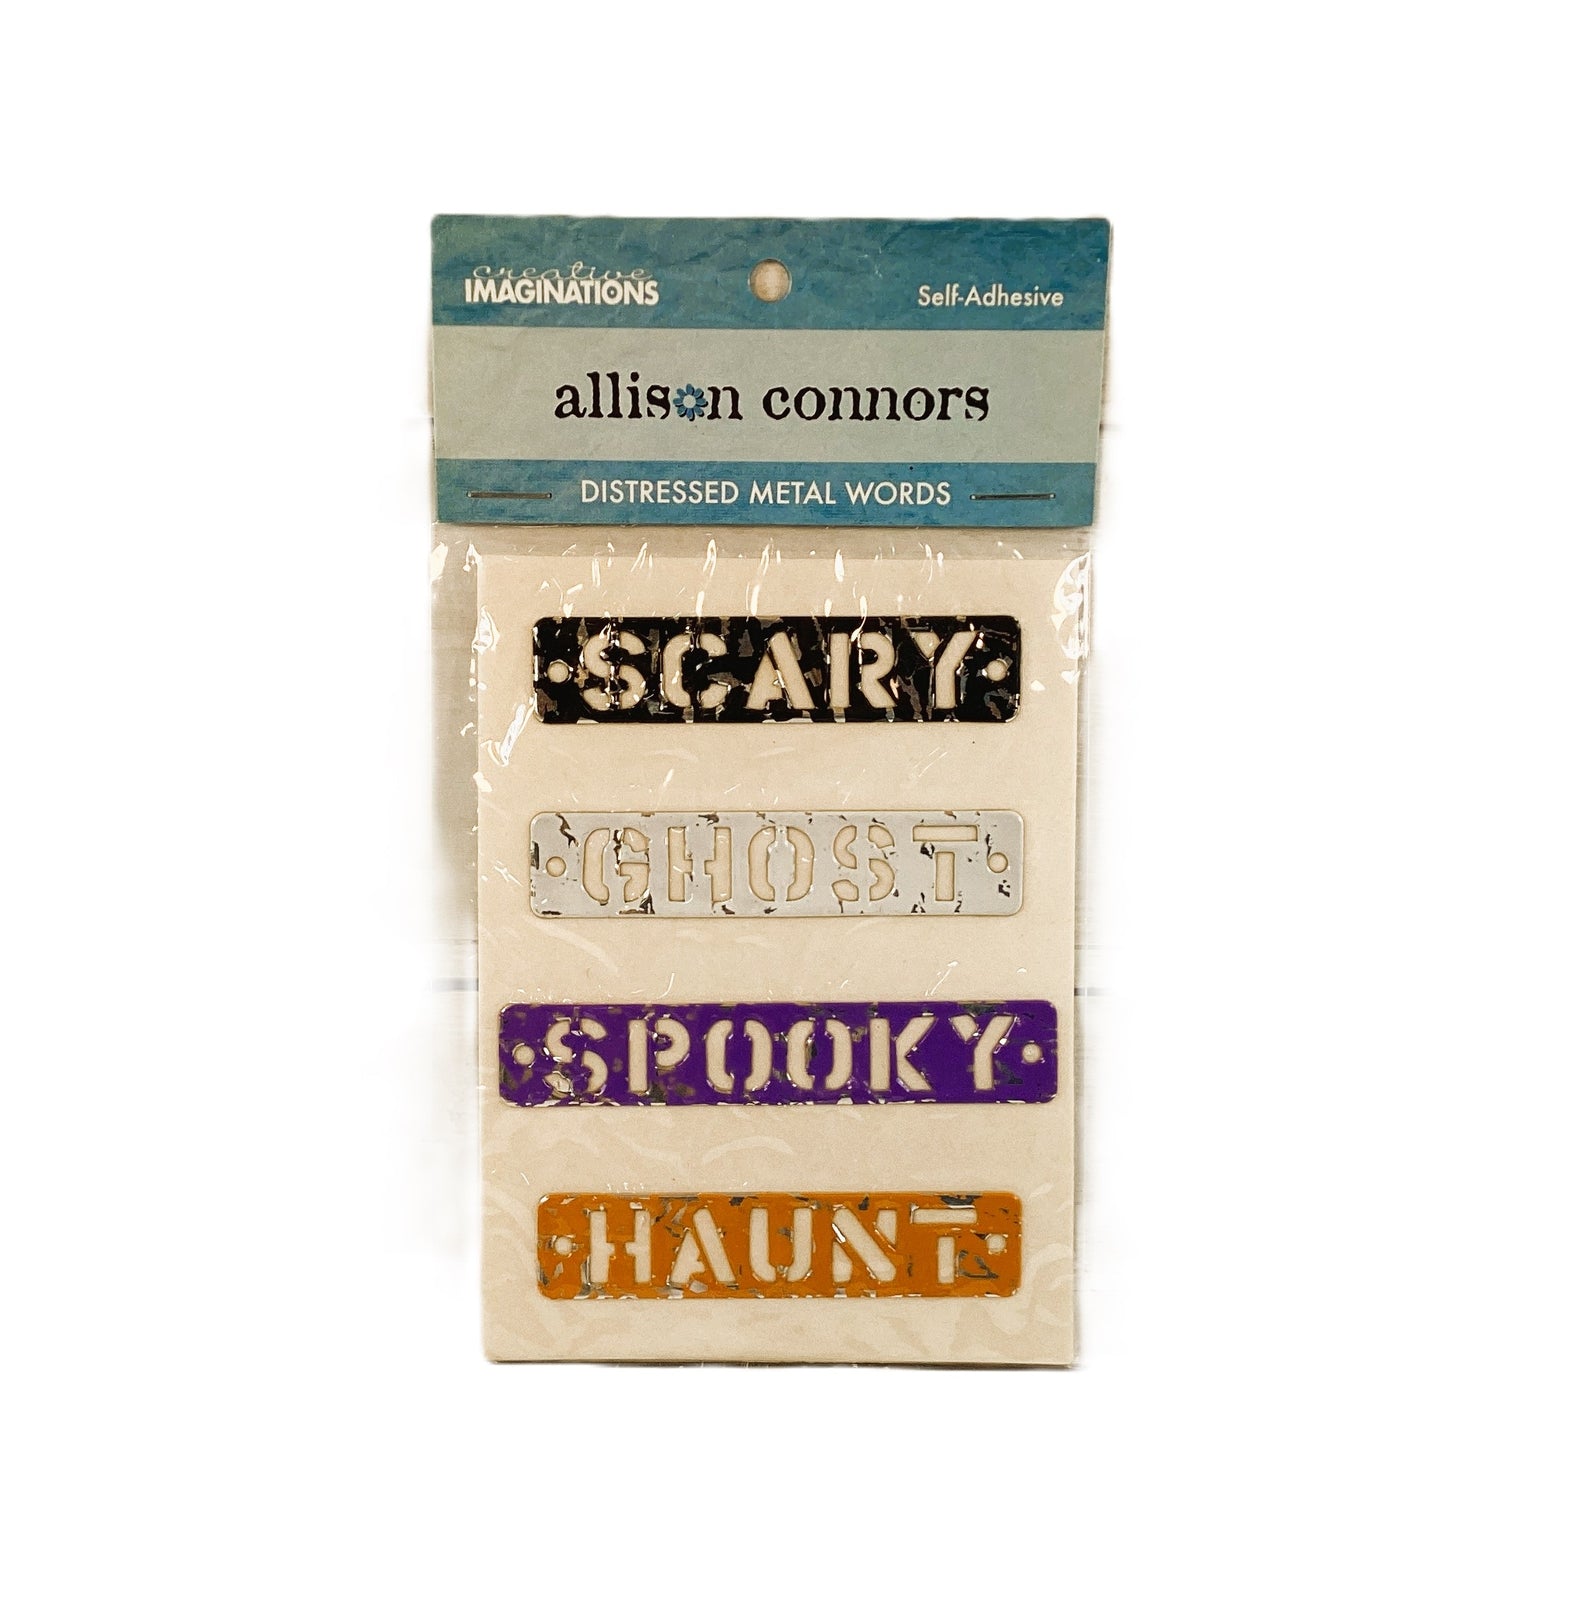 creative
IMAGINATIONS
Self-Adhesive
allison connors
DISTRESSED METAL WORDS
SCARY
GHOST
SPOOKY
HAUNT